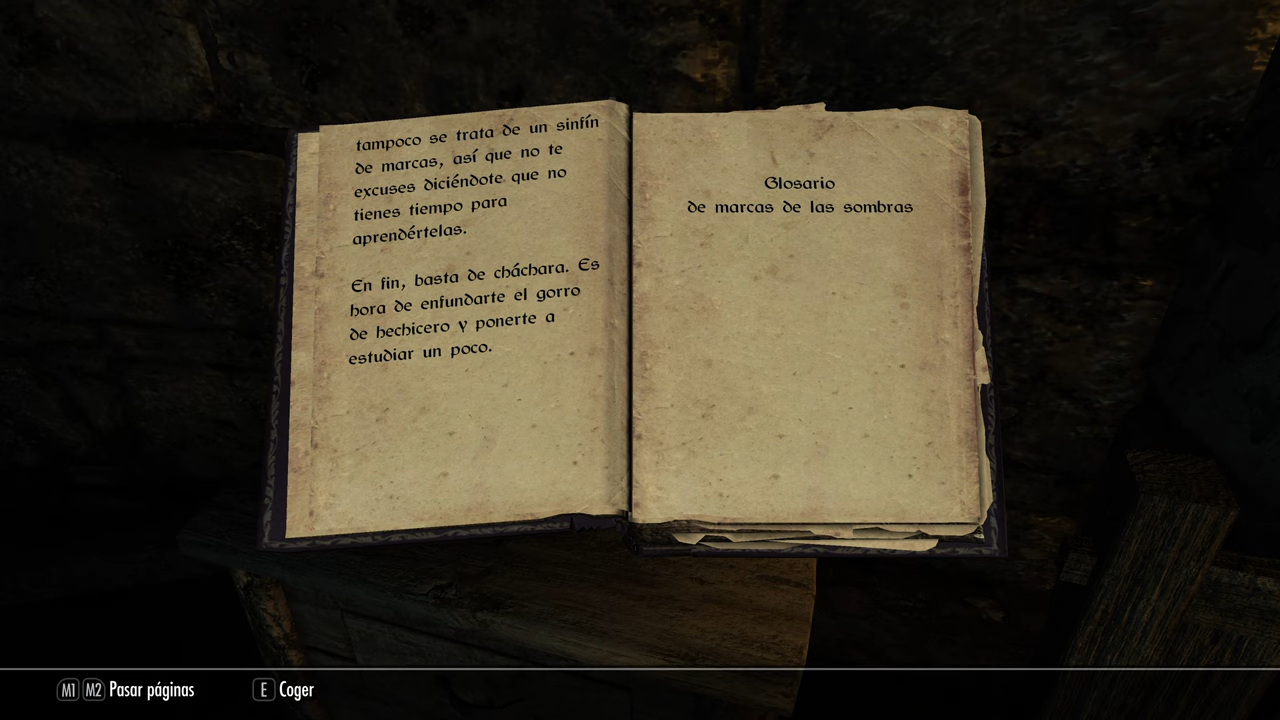 tampoco se trata de un sinfín
de marcas, así que no te
excuses diciéndote que no
tienes tiempo para
aprendértelas.
En fin, basta de cháchara. Es
hora de enfundarte el gorro
de hechicero y ponerte a
estudiar un poco.
Glosario
de marcas de las sombras
M1 M2 Pasar páginas
E Coger